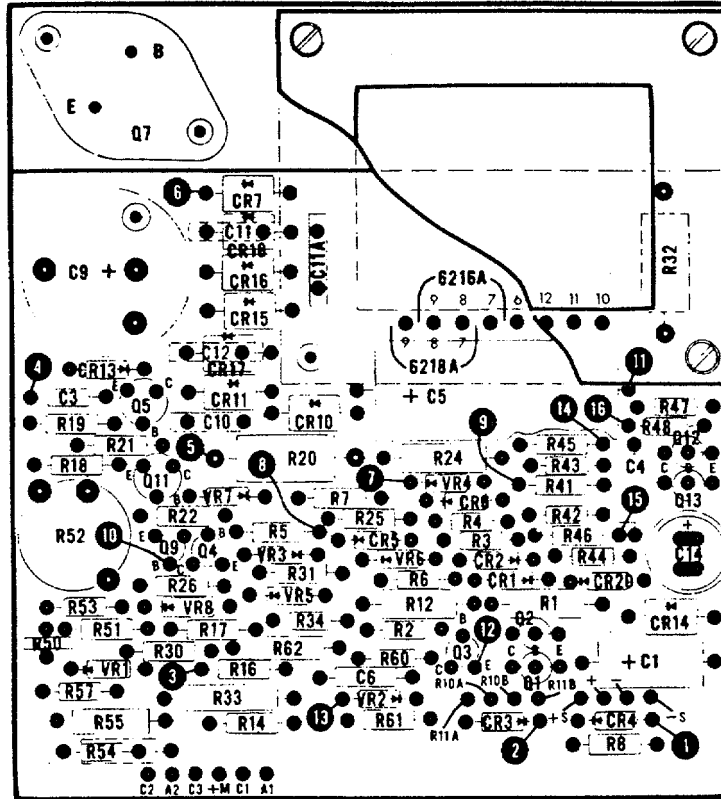 B
E
Q7
6
CR7
C11
CR18
C11A
R32
C9 +
CR16
6216A
9 8 7 6 12 11 10
CR15
9 8 7
6218A
C12
CR17
4
CR13
11
E C
C3
Q5
CR11
+ C5
14
16
R47
R19
B
C10
CR10
9
R48
R21
5
8
R45
C4
Q12
R18
E C
R20
R24
R43
C B E
Q11
7
VR4
R41
Q13
B
VR7
R7
CR6
15
R22
R25
R4
R42
+
R52
10
E
C
R5
CR5
R3
R46
C14
Q9
Q4
VR3
VR6
CR2
R44
B C E
R31
R26
R6
CR1
CR20
VR5
R53
VR8
R12
R1
R34
CR14
R51
R17
R2
B
Q2
R50
R62
12
R30
Q3
C B E
R60
+ C1
VR1
3
R16
C E
C6
Q1
R57
R10A
R10B
R11B
+ −
R33
13
VR2
R55
R14
R61
R11A
CR3
+S
CR4
−S
R54
2
R8
1
C2 A2 C3 +M C1 A1